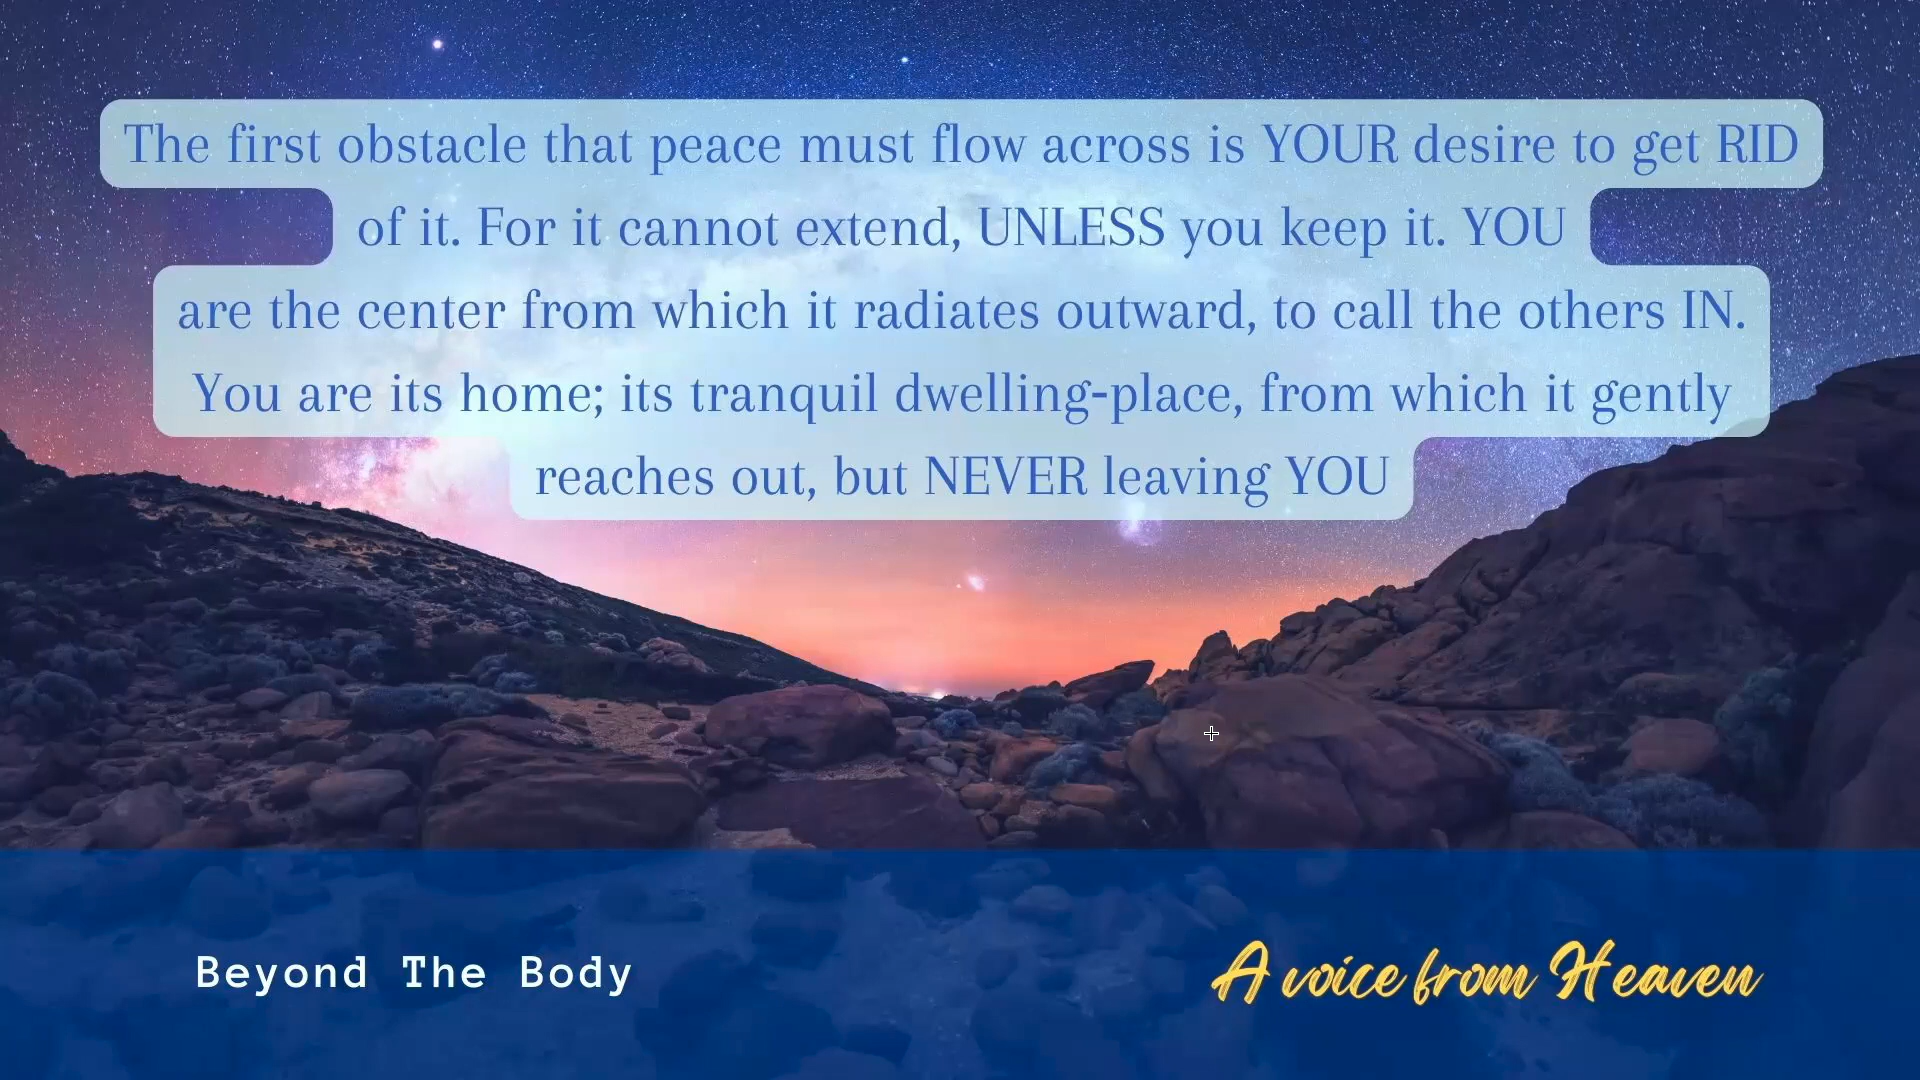 The first obstacle that peace must flow across is YOUR desire to get RID
of it. For it cannot extend, UNLESS you keep it. YOU
are the center from which it radiates outward, to call the others IN.
You are its home; its tranquil dwelling-place, from which it gently
reaches out, but NEVER leaving YOU
Beyond The Body
A voice from Heaven